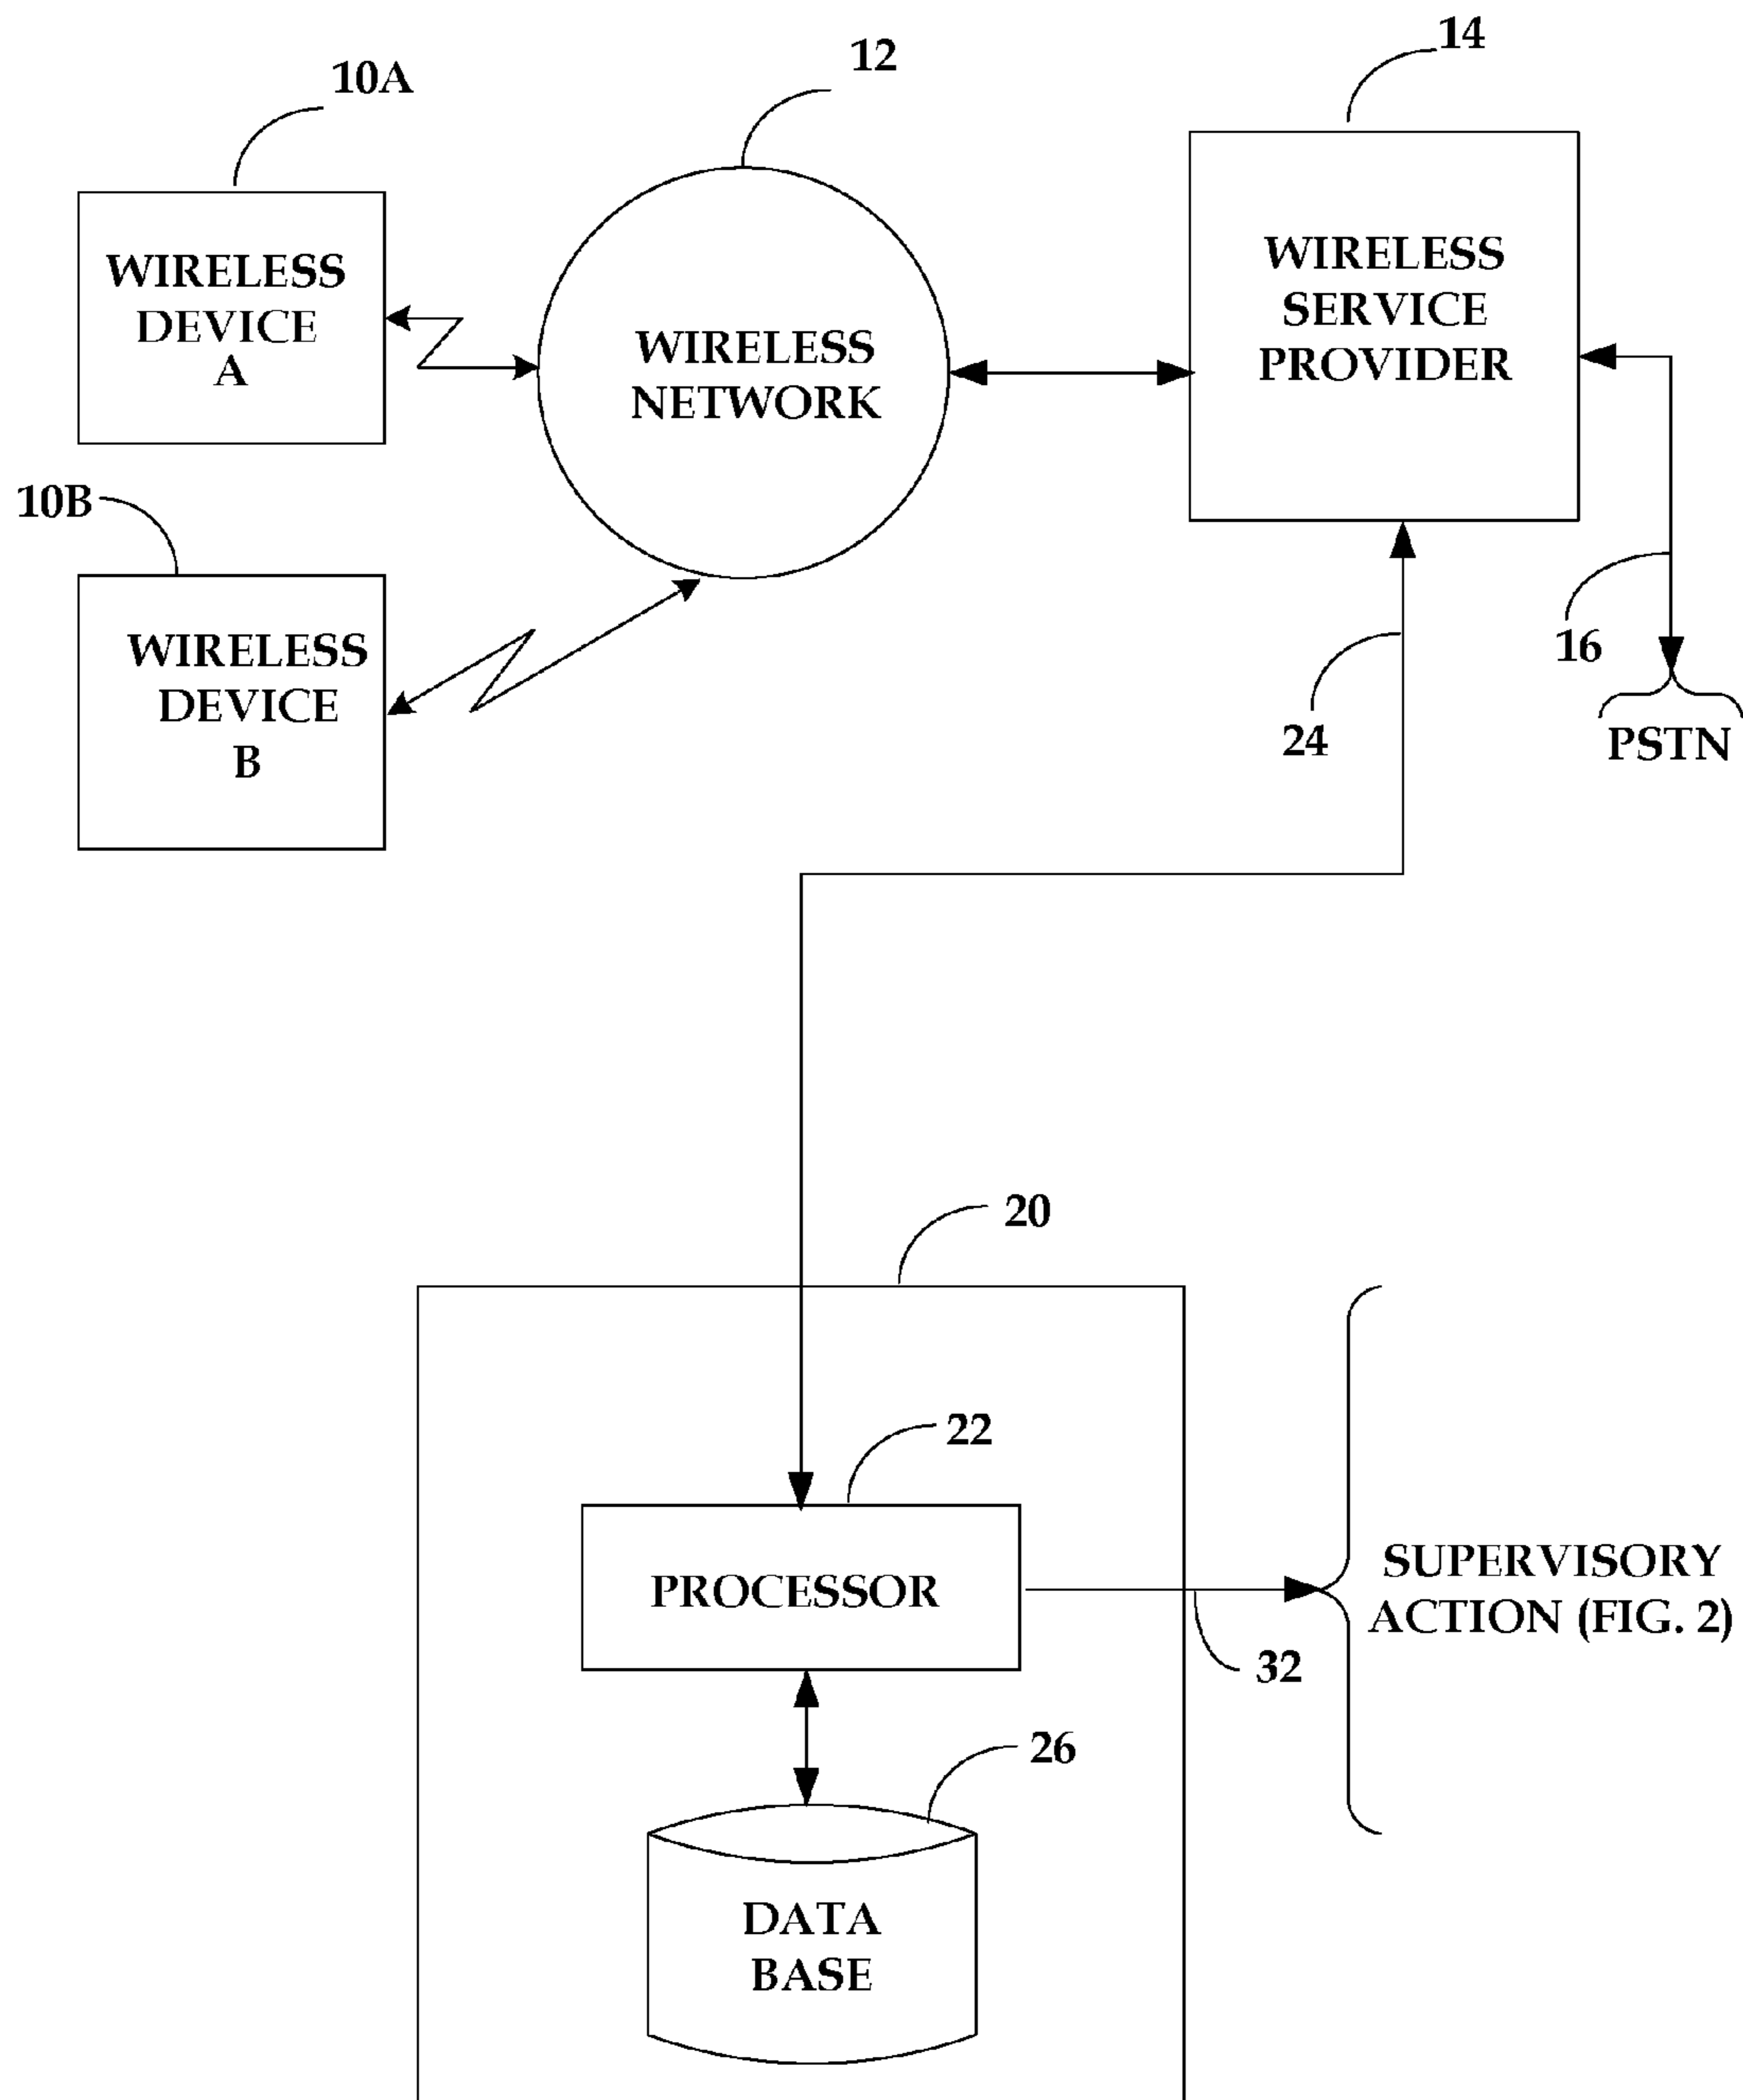 14
12
10A
WIRELESS
DEVICE
A
WIRELESS
NETWORK
WIRELESS
SERVICE
PROVIDER
10B
WIRELESS
DEVICE
B
16
24
PSTN
20
22
PROCESSOR
SUPERVISORY
ACTION (FIG. 2)
32
26
DATA
BASE